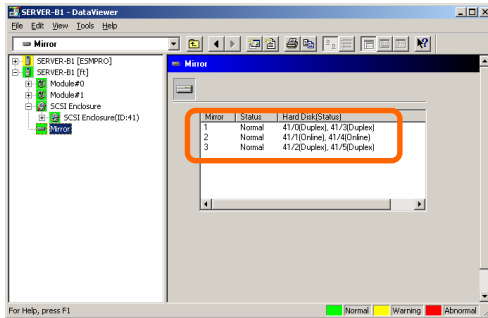 SERVER-B1 - DataViewer
File Edit View Tools Help
Mirror
SERVER-B1 [ESMPRO]
SERVER-B1 [ft]
Module#0
Module#1
SCSI Enclosure
SCSI Enclosure(ID:41)
Mirror
Mirror
Mirror Status Hard Disk(Status)
1 Normal 41/0(Duplex), 41/3(Duplex)
2 Normal 41/1(Online), 41/4(Online)
3 Normal 41/2(Duplex), 41/5(Duplex)
For Help, press F1
Normal Warning Abnormal